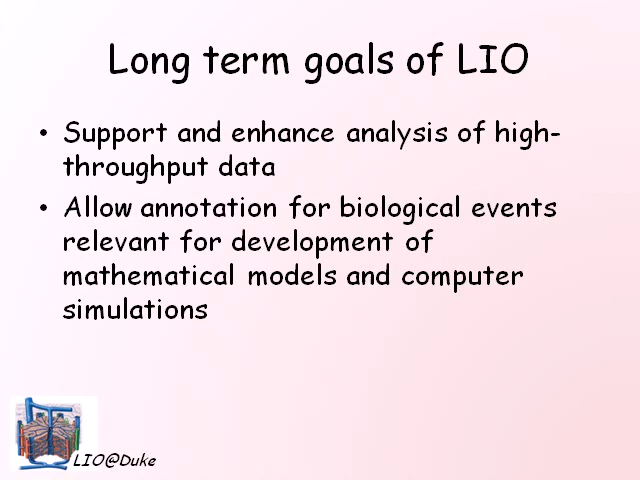 Long term goals of LIO
• Support and enhance analysis of high-
throughput data
• Allow annotation for biological events
relevant for development of
mathematical models and computer
simulations
LIO@Duke